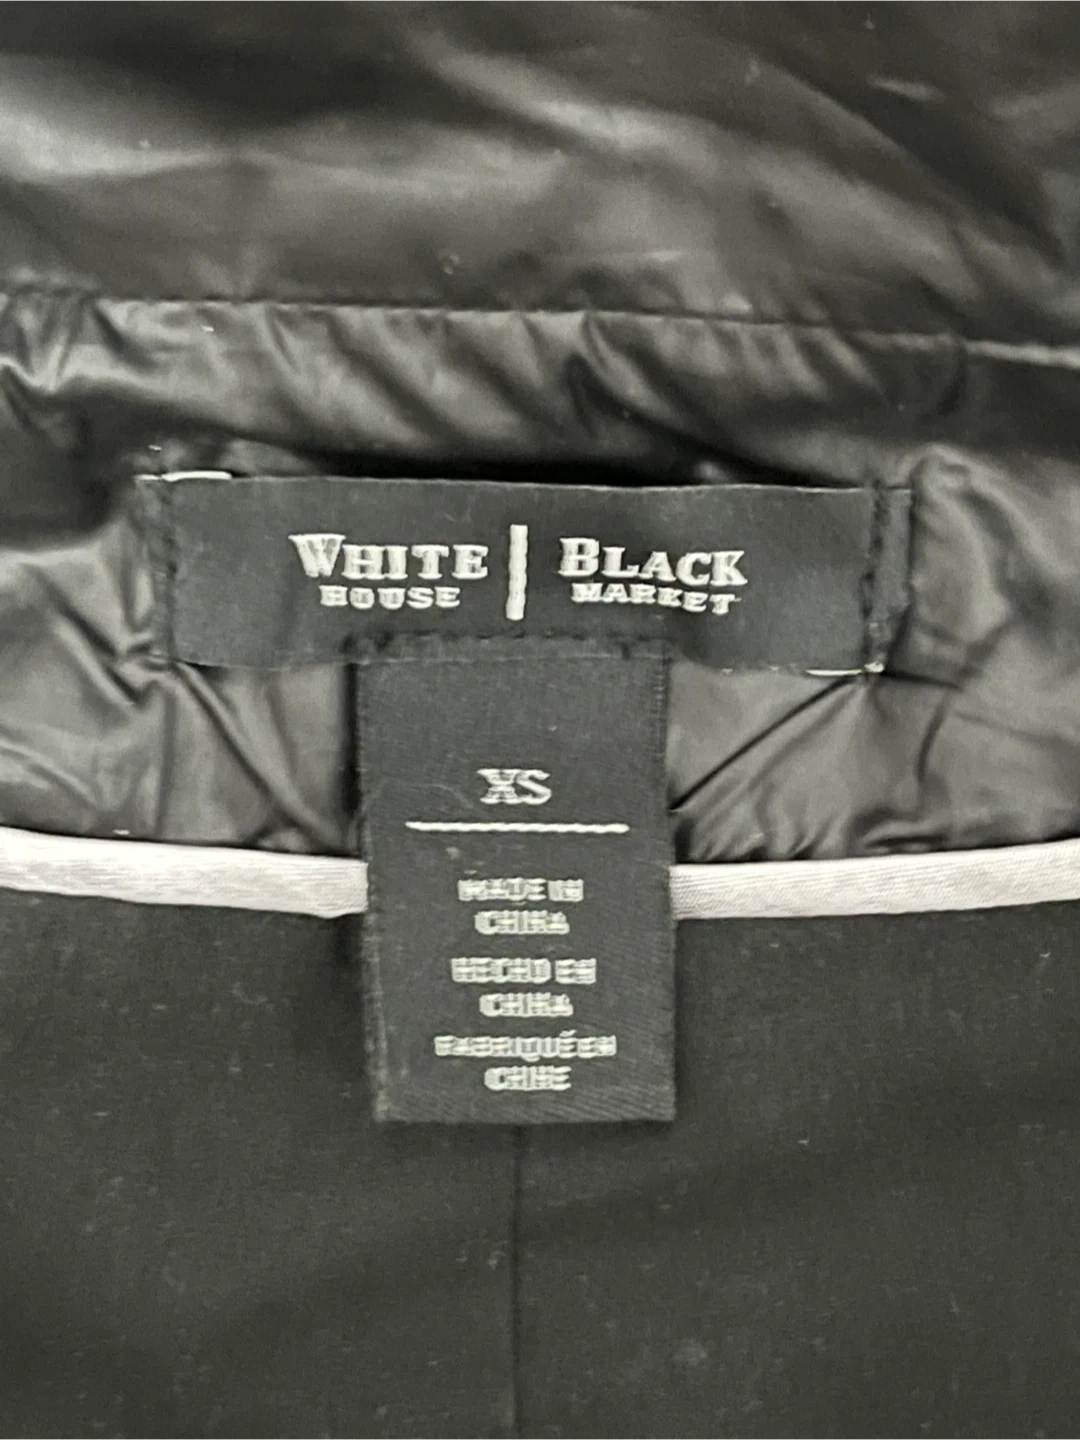 WHITE | BLACK
HOUSE MARKET
XS
MADE IN
CHINA
HECHO EN
CHINA
FABRIQUÉ EN
CHINE